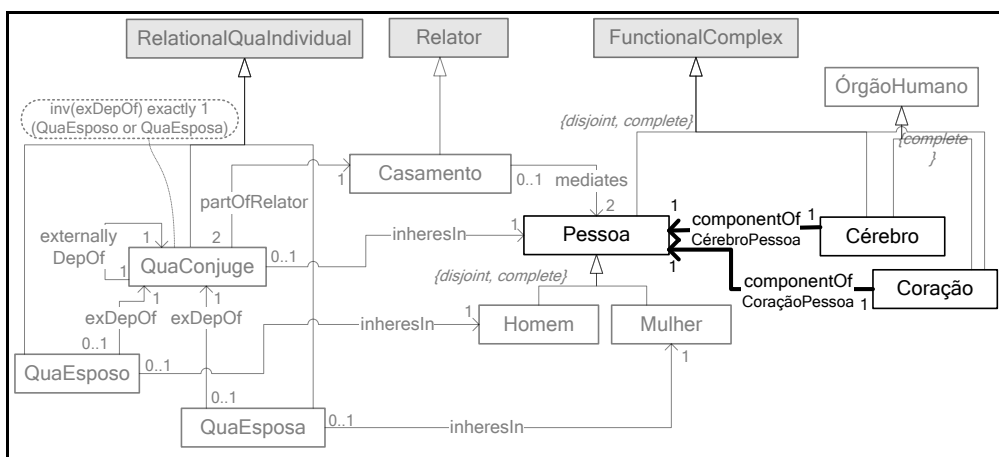 RelationalQuaIndividual
Relator
FunctionalComplex
ÓrgãoHumano
inv(exDepOf) exactly 1
(QuaEsposo or QuaEsposa)
{disjoint, complete}
{complete
}
Casamento
1
0..1
mediates
2
partOfRelator
2
externally
DepOf
1
1
QuaConjuge
0..1
inheresIn
1
Pessoa
1
1
componentOf
CérebroPessoa
1
Cérebro
componentOf
CoraçãoPessoa
1
Coração
{disjoint, complete}
1
exDepOf
1
exDepOf
0..1
inheresIn
1
Homem
Mulher
1
QuaEsposo
0..1
0..1
QuaEsposa
0..1
inheresIn